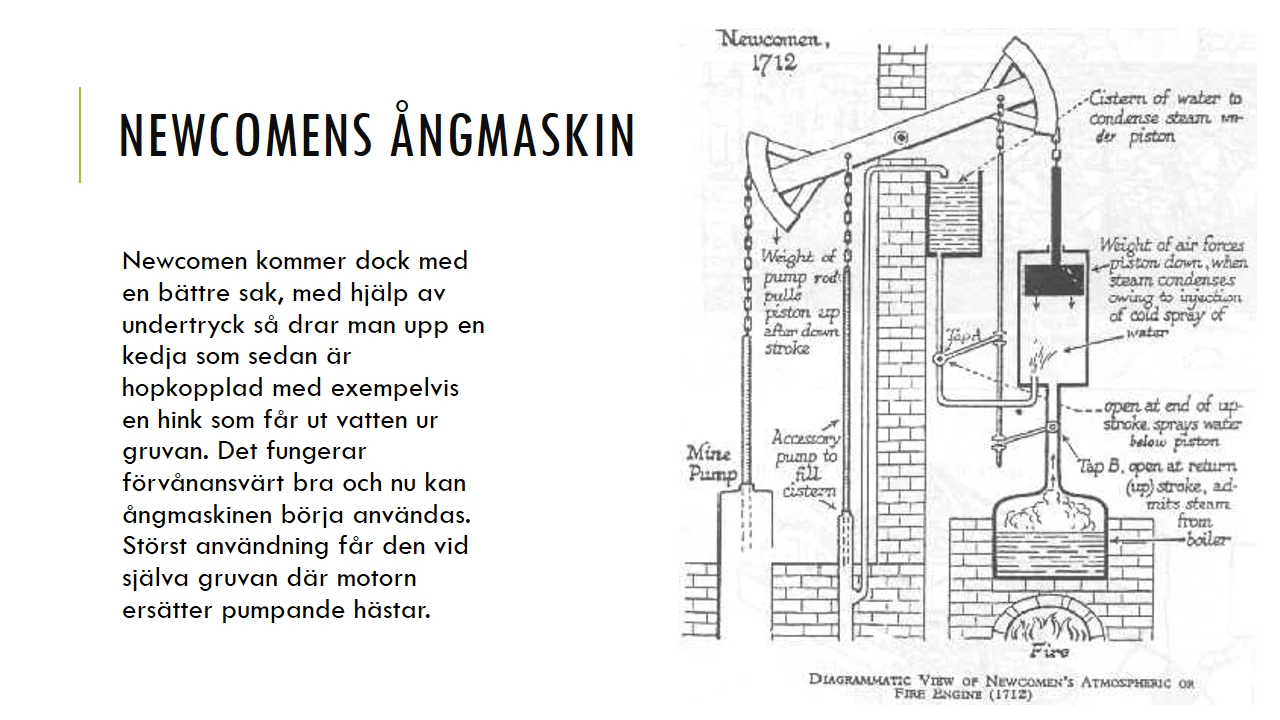 NEWCOMENS ÅNGMASKIN
Newcomen kommer dock med
en bättre sak, med hjälp av
undertryck så drar man upp en
kedja som sedan är
hopkopplad med exempelvis
en hink som får ut vatten ur
gruvan. Det fungerar
förvånansvärt bra och nu kan
ångmaskinen börja användas.
Störst användning får den vid
själva gruvan där motorn
ersätter pumpande hästar.
Newcomen,
1712
Cistern of water to
condense steam un-
der piston
Weight of
pump rod
pulls
piston up
after down
stroke
Weight of air forces
piston down, when
steam condenses
owing to injection
of cold spray of
water
Tap A
open at end of up-
stroke, sprays water
below piston
Mine
Pump
Accessory
pump to
fill
cistern
Tap B, open at return
(up) stroke, ad-
mits steam
from
boiler
Fire
DIAGRAMMATIC VIEW OF NEWCOMEN'S ATMOSPHERIC OR
FIRE ENGINE (1712)